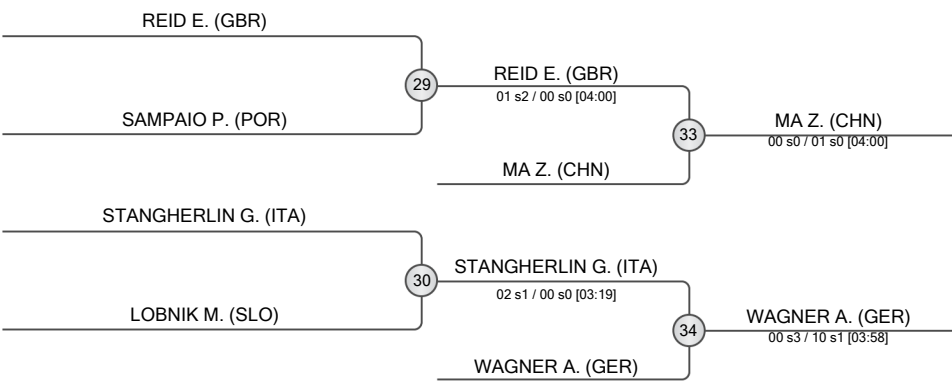 REID E. (GBR)
29
REID E. (GBR)
01 s2 / 00 s0 [04:00]
SAMPAIO P. (POR)
33
MA Z. (CHN)
00 s0 / 01 s0 [04:00]
MA Z. (CHN)
STANGHERLIN G. (ITA)
30
STANGHERLIN G. (ITA)
02 s1 / 00 s0 [03:19]
LOBNIK M. (SLO)
34
WAGNER A. (GER)
00 s3 / 10 s1 [03:58]
WAGNER A. (GER)